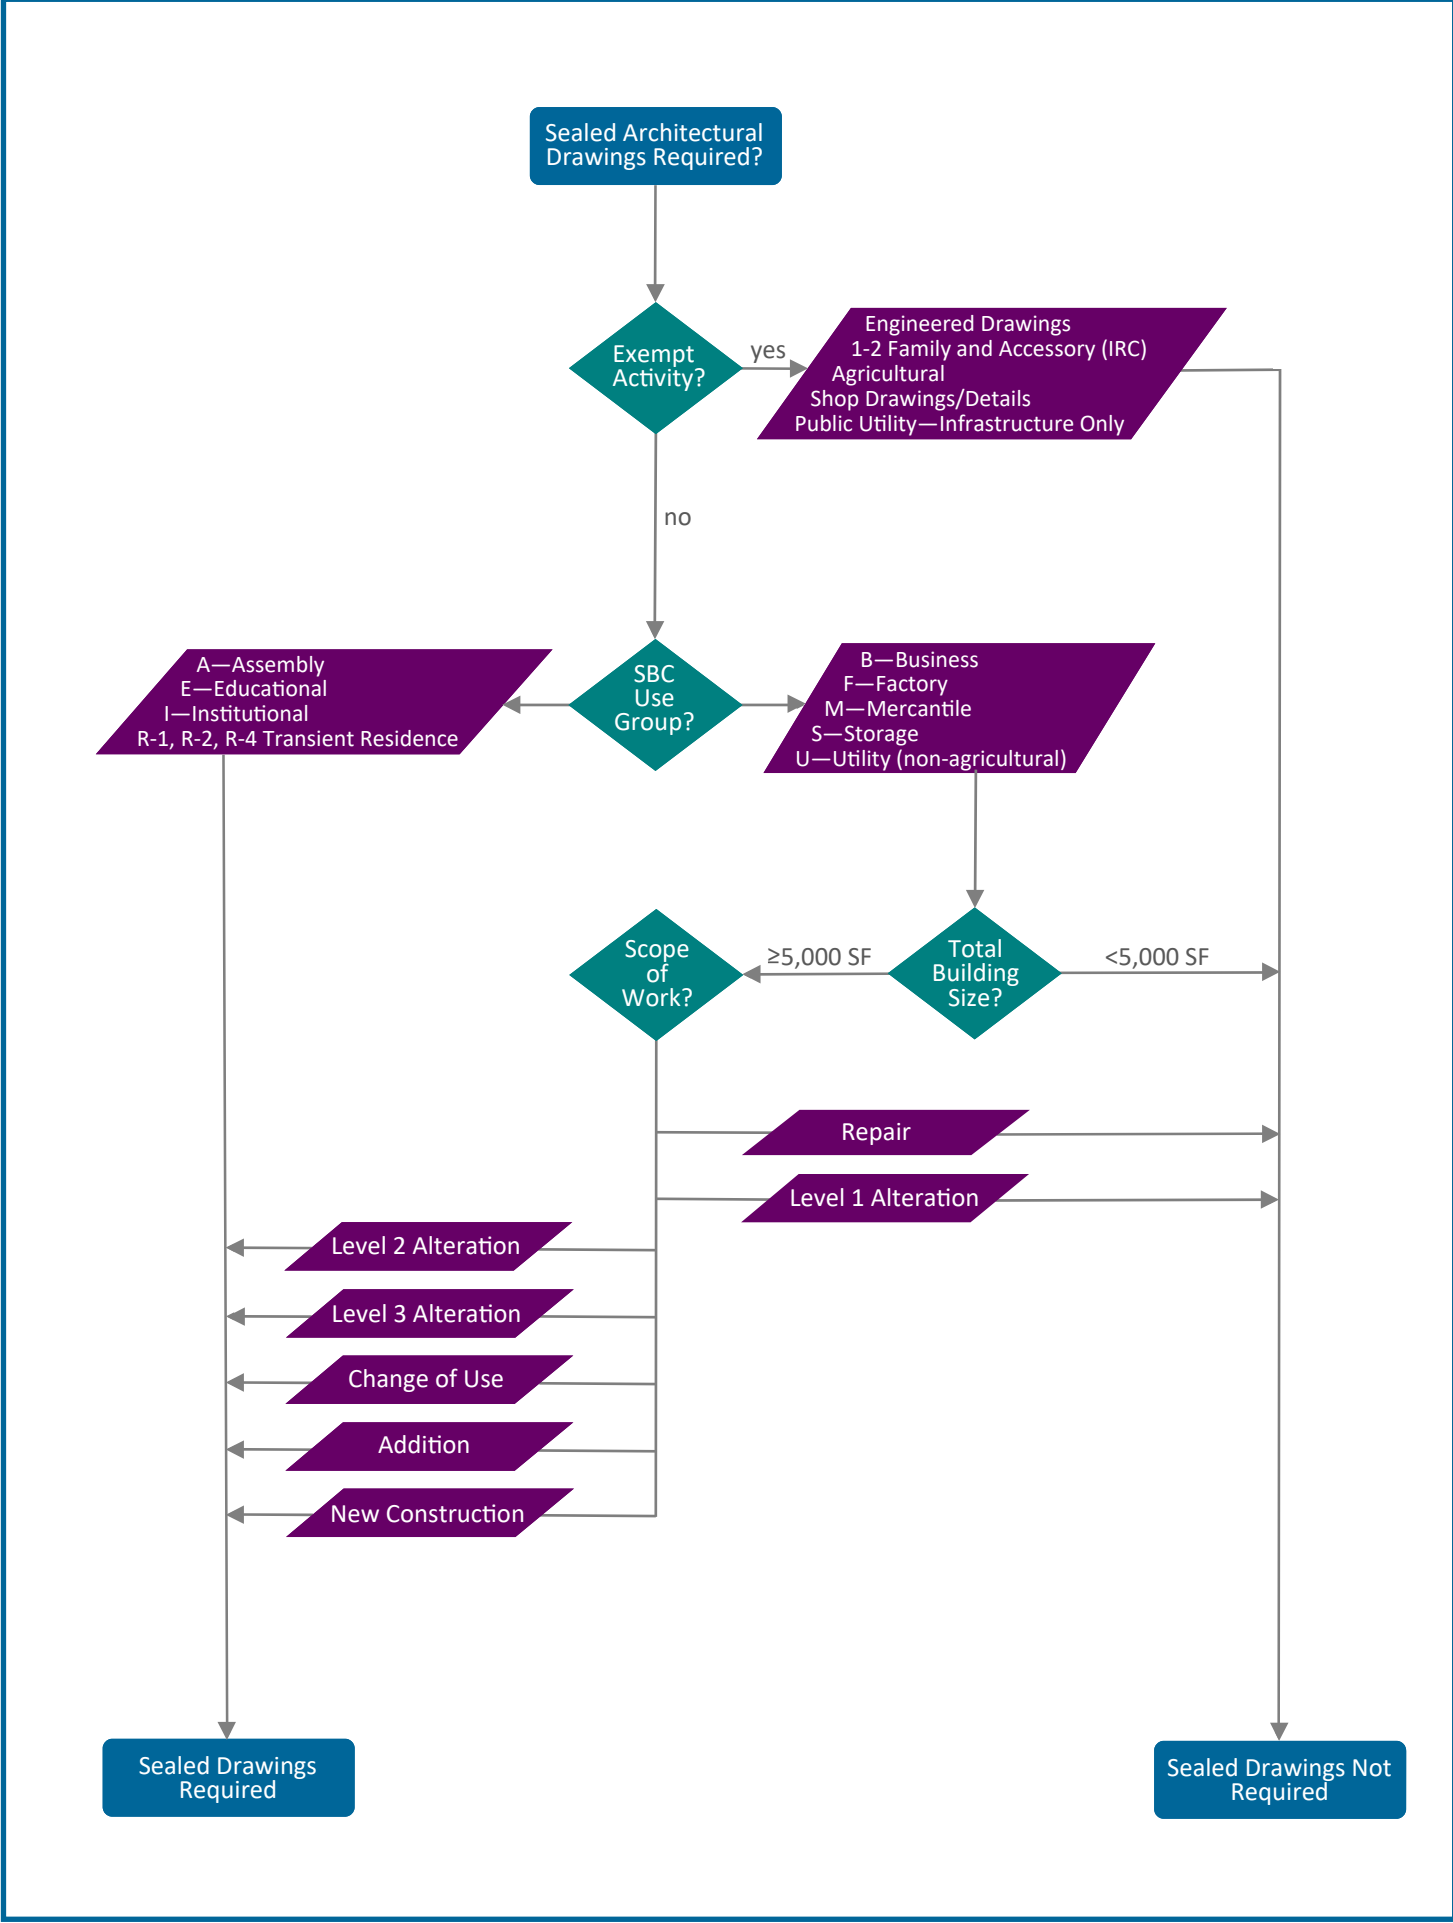 Sealed Architectural
Drawings Required?
Exempt
Activity?
yes
Engineered Drawings
1-2 Family and Accessory (IRC)
Agricultural
Shop Drawings/Details
Public Utility—Infrastructure Only
no
A—Assembly
E—Educational
I—Institutional
R-1, R-2, R-4 Transient Residence
SBC
Use
Group?
B—Business
F—Factory
M—Mercantile
S—Storage
U—Utility (non-agricultural)
Scope
of
Work?
≥5,000 SF
Total
Building
Size?
<5,000 SF
Repair
Level 1 Alteration
Level 2 Alteration
Level 3 Alteration
Change of Use
Addition
New Construction
Sealed Drawings
Required
Sealed Drawings Not
Required